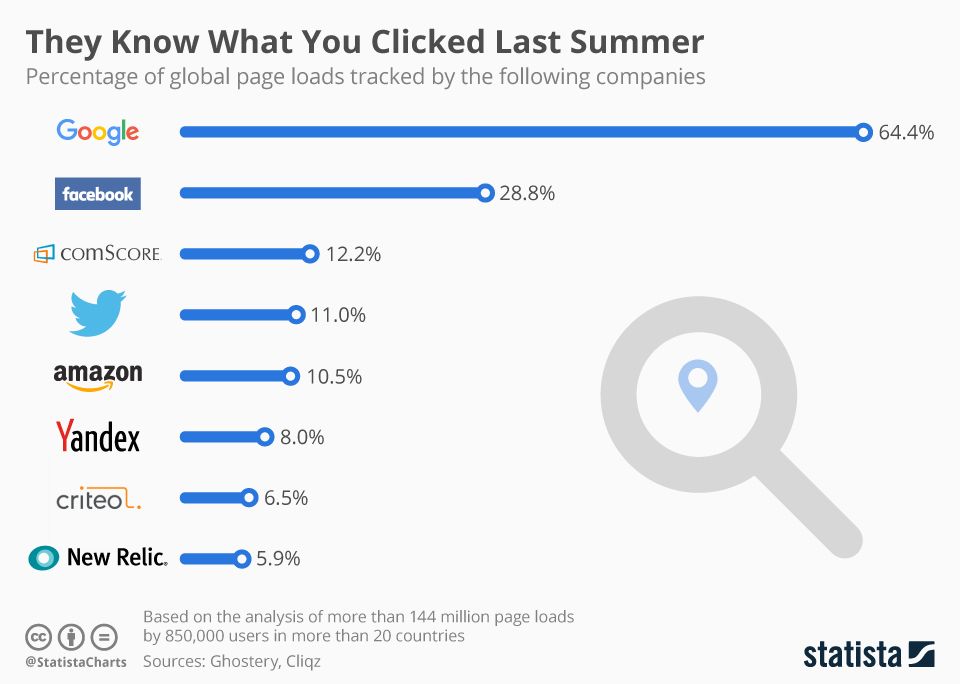 They Know What You Clicked Last Summer
Percentage of global page loads tracked by the following companies
Google 64.4%
facebook 28.8%
comScore. 12.2%
11.0%
amazon 10.5%
Yandex 8.0%
criteo. 6.5%
New Relic. 5.9%
Based on the analysis of more than 144 million page loads
by 850,000 users in more than 20 countries
cc
@StatistaCharts Sources: Ghostery, Cliqz
statista